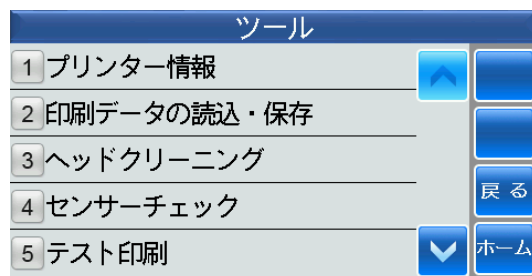 ツール
1 プリンター情報
2 印刷データの読込・保存
3 ヘッドクリーニング
4 センサーチェック
5 テスト印刷
戻る
ホーム